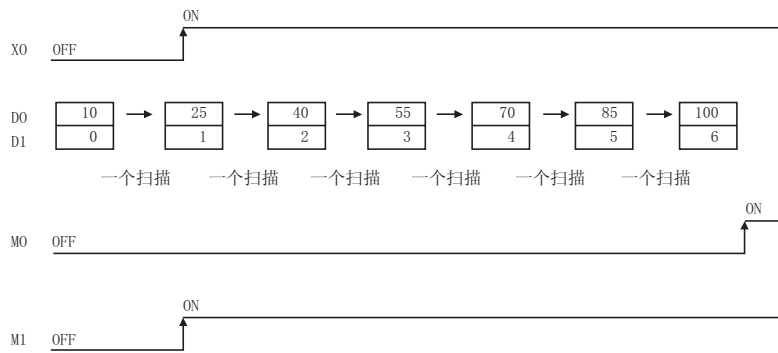 ON
X0 OFF
D0 10 25 40 55 70 85 100
D1 0 1 2 3 4 5 6
一个扫描 一个扫描 一个扫描 一个扫描 一个扫描 一个扫描
ON
M0 OFF
ON
M1 OFF